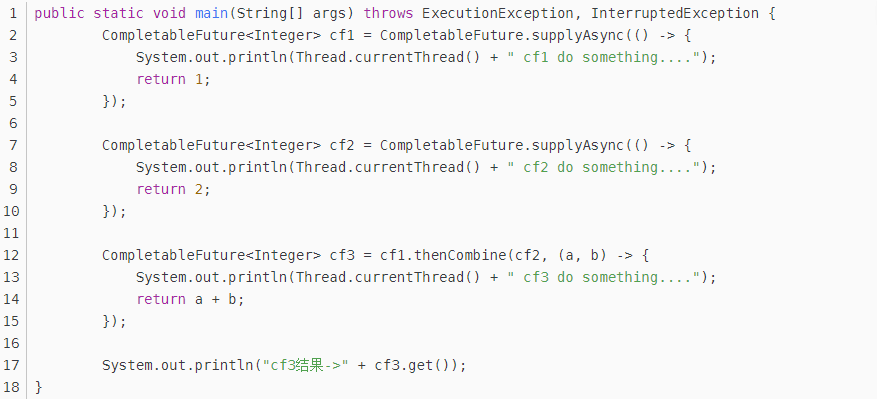 1 public static void main(String[] args) throws ExecutionException, InterruptedException {
2         CompletableFuture<Integer> cf1 = CompletableFuture.supplyAsync(() -> {
3             System.out.println(Thread.currentThread() + " cf1 do something....");
4             return 1;
5         });
6
7         CompletableFuture<Integer> cf2 = CompletableFuture.supplyAsync(() -> {
8             System.out.println(Thread.currentThread() + " cf2 do something....");
9             return 2;
10         });
11
12         CompletableFuture<Integer> cf3 = cf1.thenCombine(cf2, (a, b) -> {
13             System.out.println(Thread.currentThread() + " cf3 do something....");
14             return a + b;
15         });
16
17         System.out.println("cf3结果->" + cf3.get());
18 }